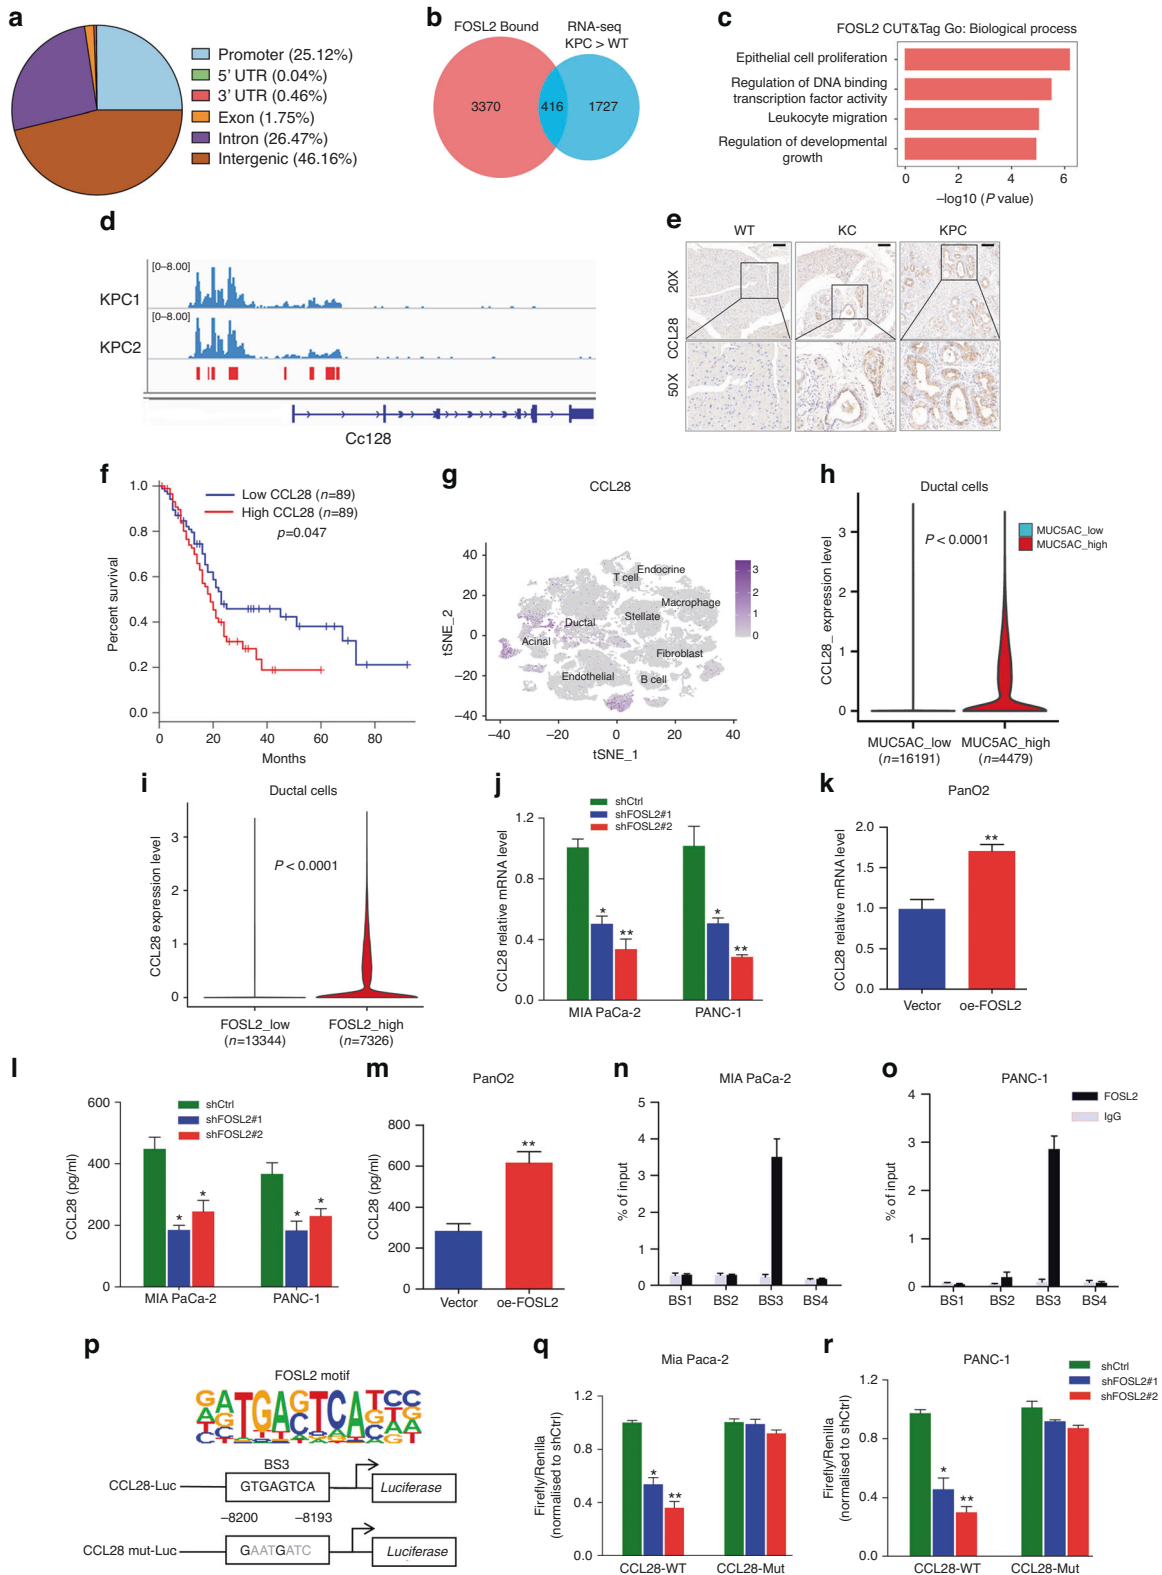 a
Promoter (25.12%)
5' UTR (0.04%)
3' UTR (0.46%)
Exon (1.75%)
Intron (26.47%)
Intergenic (46.16%)
b
FOSL2 Bound
RNA-seq
KPC > WT
3370
416
1727
c
FOSL2 CUT&Tag Go: Biological process
Epithelial cell proliferation
Regulation of DNA binding
transcription factor activity
Leukocyte migration
Regulation of developmental
growth
0 2 4 6
–log10 (P value)
d
[0–8.00]
KPC1
[0–8.00]
KPC2
Cc128
e
WT KC KPC
20X
CCL28
50X
f
Low CCL28 (n=89)
High CCL28 (n=89)
p=0.047
Percent survival
1.0
0.8
0.6
0.4
0.2
0.0
0 20 40 60 80
Months
g
CCL28
tSNE_2
40
20
0
−20
−40
T cell
Endocrine
Macrophage
Ductal
Stellate
Acinal
Fibroblast
Endothelial
B cell
3
2
1
0
−40 −20 0 20 40
tSNE_1
h
Ductal cells
P < 0.0001
MUC5AC_low
MUC5AC_high
CCL28_ expression level
3
2
1
0
MUC5AC_low MUC5AC_high
(n=16191) (n=4479)
i
Ductal cells
P < 0.0001
CCL28 expression level
3
2
1
0
FOSL2_low FOSL2_high
(n=13344) (n=7326)
j
shCtrl
shFOSL2#1
shFOSL2#2
CCL28 relative mRNA level
1.2
0.8
0.4
0.0
* ** * **
MIA PaCa-2 PANC-1
k
PanO2
CCL28 relative mRNA level
2.0
1.5
1.0
0.5
0.0
**
Vector oe-FOSL2
l
shCtrl
shFOSL2#1
shFOSL2#2
CCL28 (pg/ml)
600
400
200
0
* * * *
MIA PaCa-2 PANC-1
m
PanO2
CCL28 (pg/ml)
800
600
400
200
0
**
Vector oe-FOSL2
n
MIA PaCa-2
% of input
5
4
3
2
1
0
BS1 BS2 BS3 BS4
o
PANC-1
FOSL2
IgG
% of input
4
3
2
1
0
BS1 BS2 BS3 BS4
p
FOSL2 motif
TGAGTCA
BS3
CCL28-Luc
GTGAGTCA
Luciferase
−8200 −8193
CCL28 mut-Luc
GAATGATC
Luciferase
q
Mia Paca-2
Firefly/Renilla
(normalised to shCtrl)
1.2
0.8
0.4
0.0
* **
CCL28-WT CCL28-Mut
r
PANC-1
shCtrl
shFOSL2#1
shFOSL2#2
Firefly/Renilla
(normalised to shCtrl)
1.2
0.8
0.4
0.0
* **
CCL28-WT CCL28-Mut